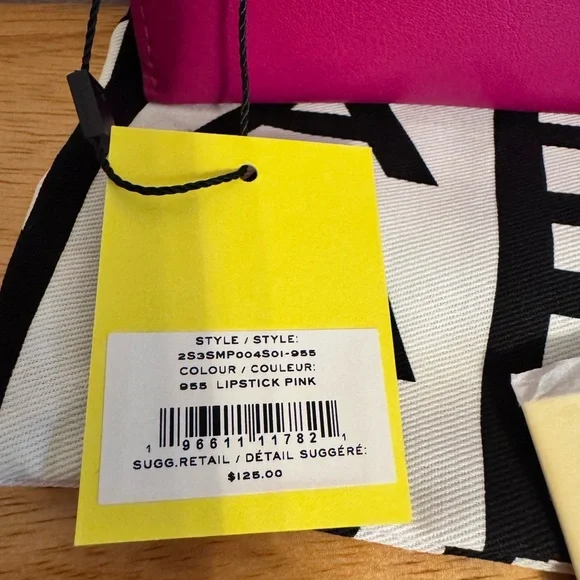 STYLE / STYLE:
2S3SMP004S01-955
COLOUR / COULEUR:
955 LIPSTICK PINK
1 96611 11782 1
SUGG.RETAIL / DÉTAIL SUGGÉRÉ:
$125.00